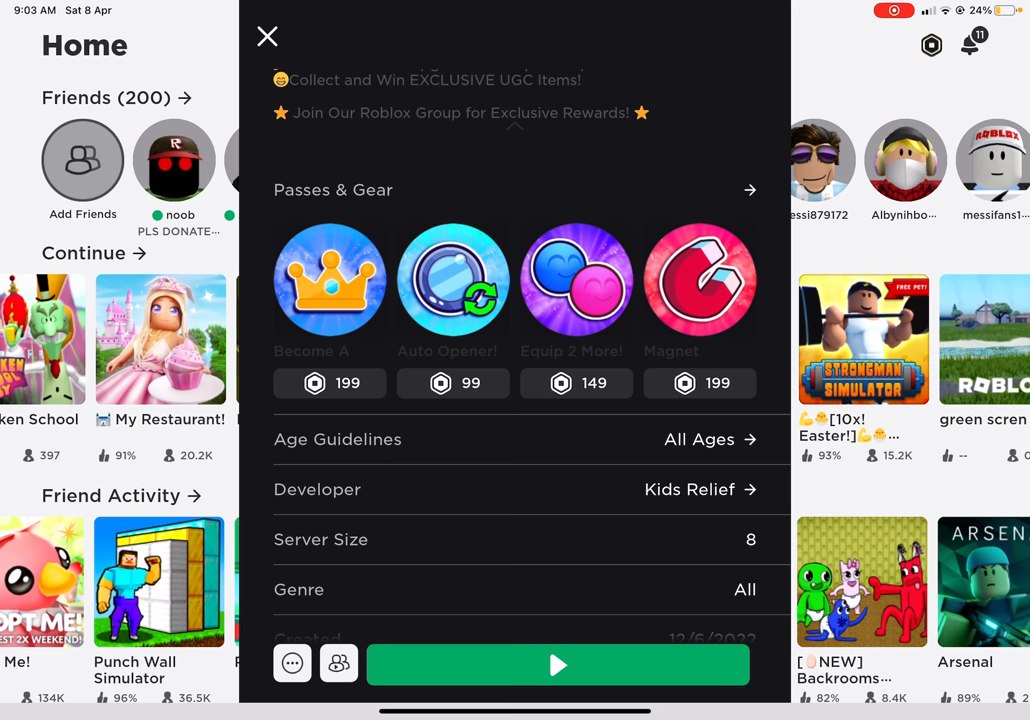 9:03 AM Sat 8 Apr
24%
Home
11
Friends (200) →
Add Friends
noob
PLS DONATE...
essi879172
Albynihbo...
messifans1...
Continue →
ken School
397
My Restaurant!
91% 20.2K
FREE PET!
STRONGMAN
SIMULATOR
[10x!
Easter!]...
93% 15.2K
ROBLO
green scren
--
Friend Activity →
OPT ME!
EST 2X WEEKEND!
Me!
134K
Punch Wall
Simulator
96% 36.5K
[NEW]
Backrooms...
82% 8.4K
ARSEN
Arsenal
89%
Collect and Win EXCLUSIVE UGC Items!
Join Our Roblox Group for Exclusive Rewards!
Passes & Gear →
Become A
Auto Opener!
Equip 2 More!
Magnet
199
99
149
199
Age Guidelines All Ages →
Developer Kids Relief →
Server Size 8
Genre All
Created 12/6/2022